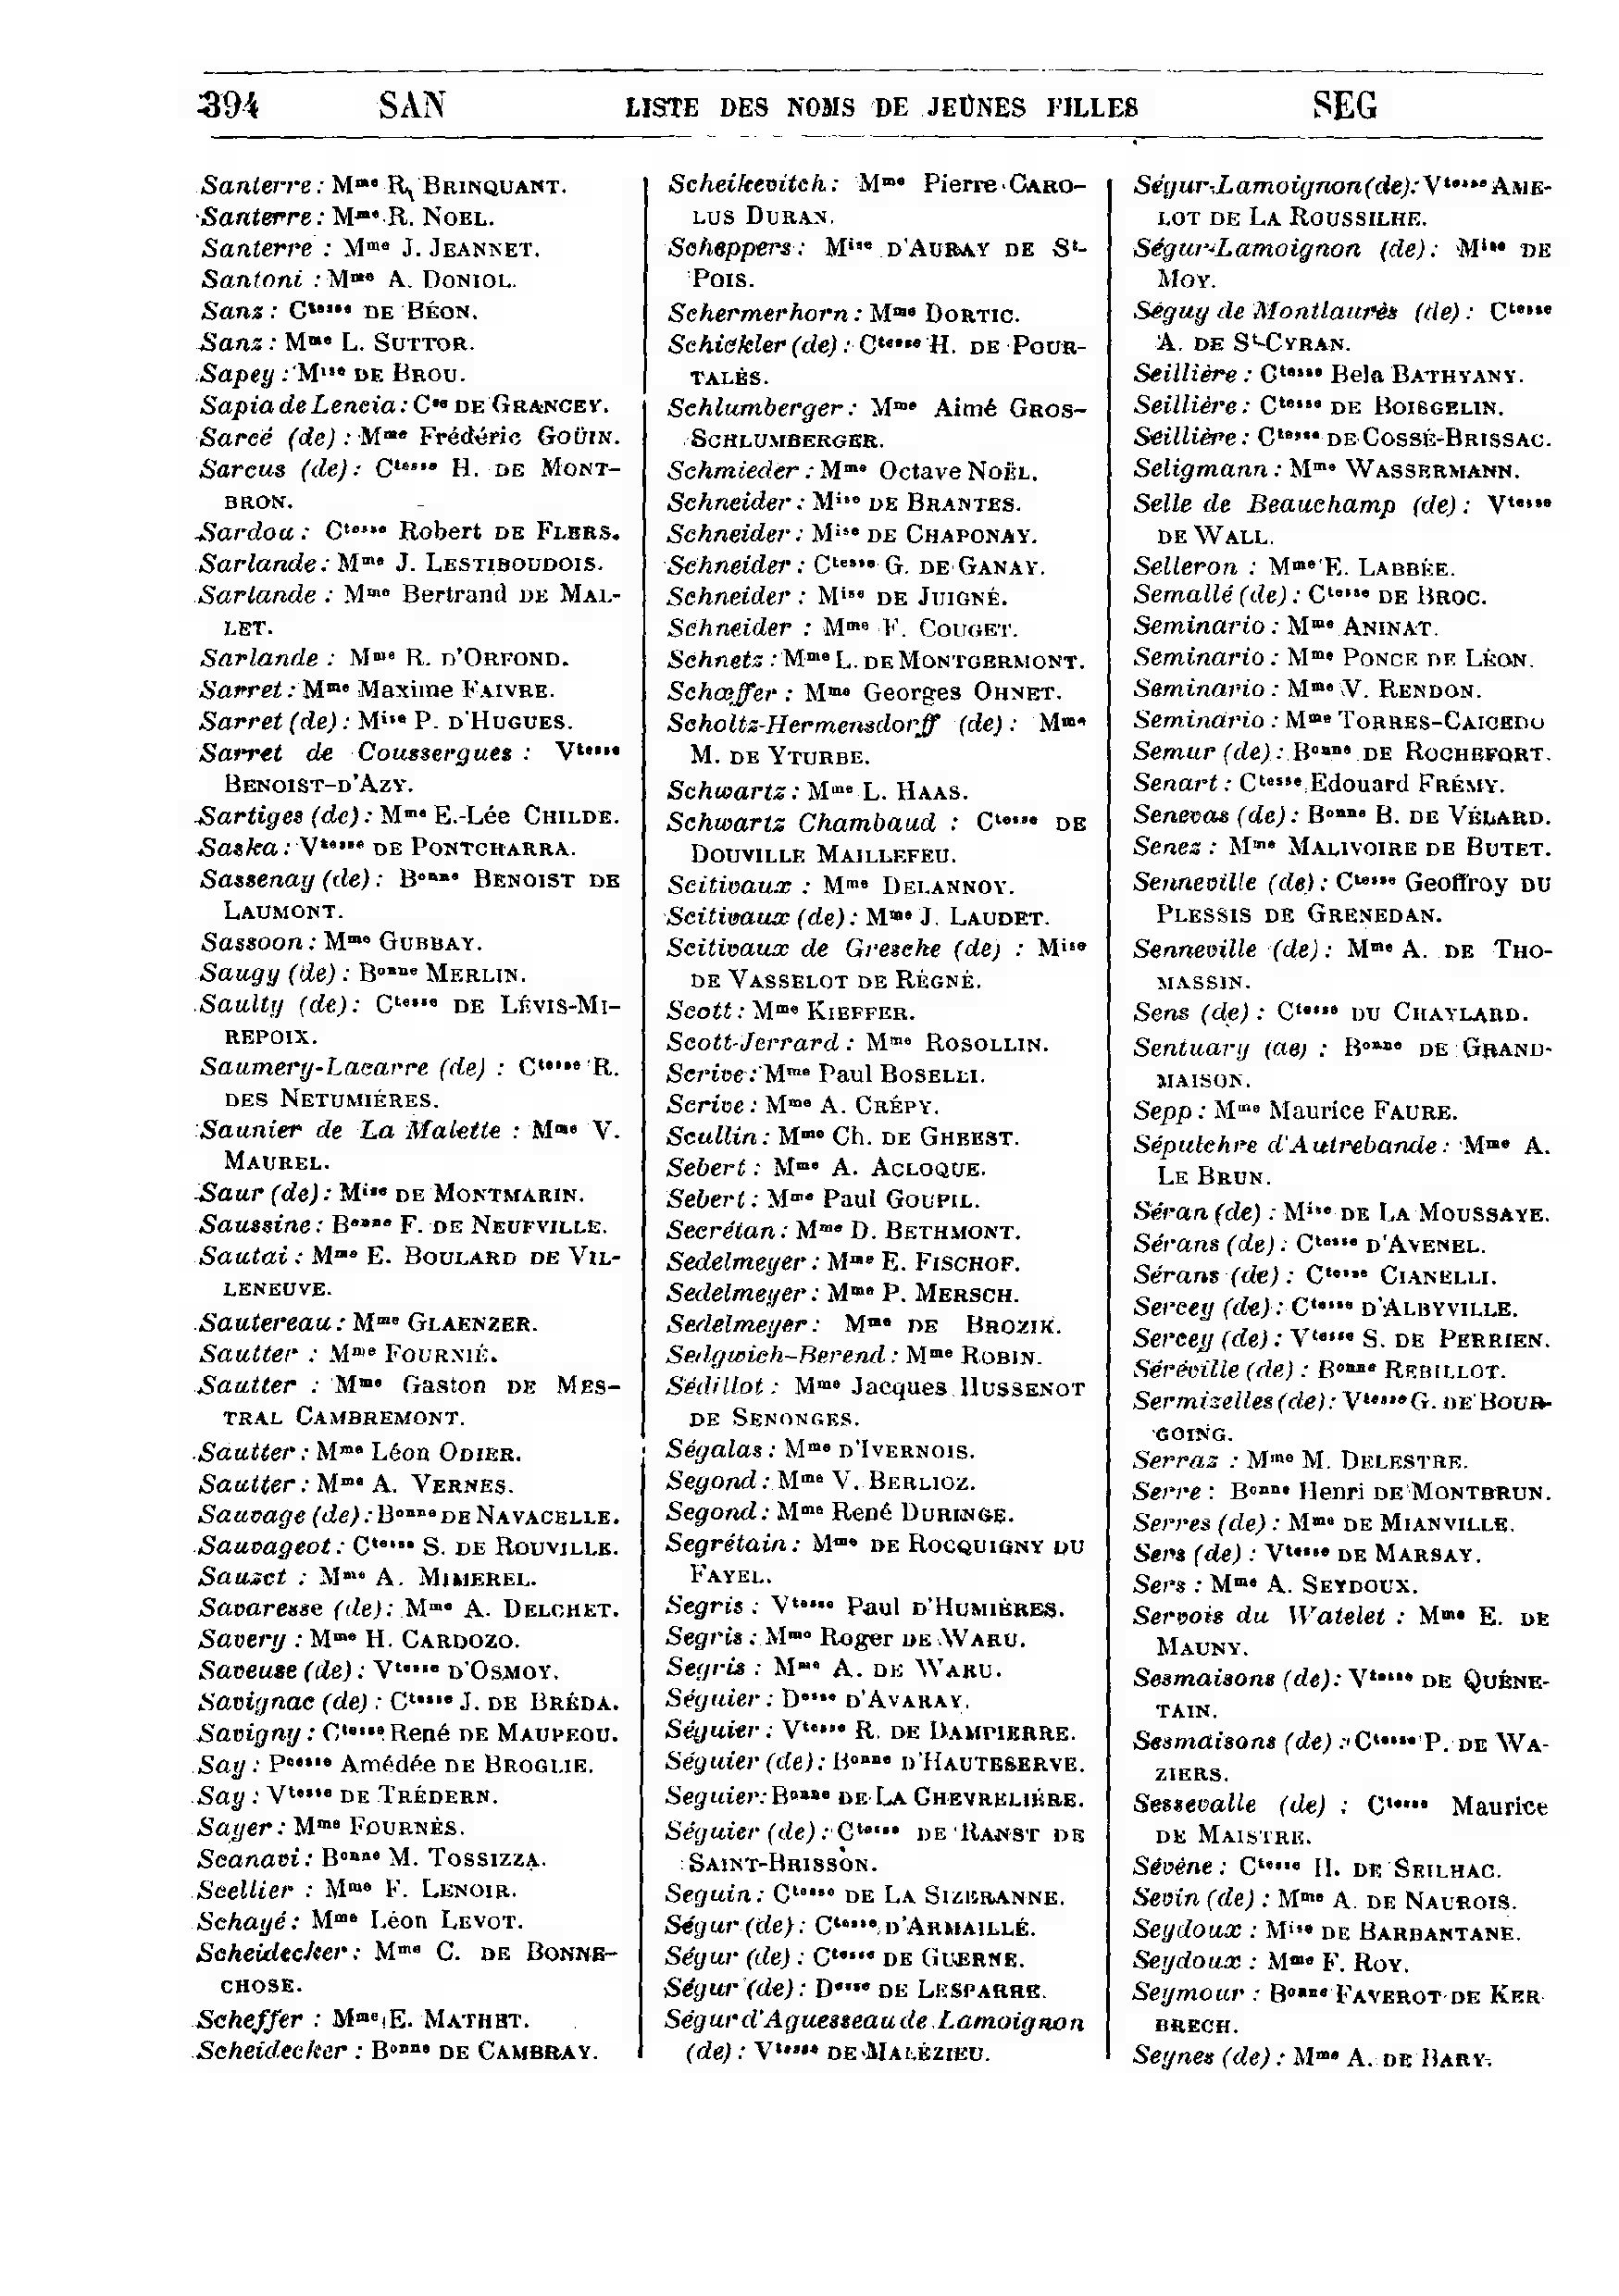 394 SAN LISTE DES NOMS DE JEUNES FILLES SEG
Santerre : Mme R. BRINQUANT.
Santerre : Mme R. NOEL.
Santerre : Mme J. JEANNET.
Santoni : Mme A. DONIOL.
Sanz : Ctesse DE BÉON.
Sanz : Mme L. SUTTOR.
Sapey : Mise DE BROU.
Sapia de Lencia : Cse DE GRANCEY.
Sarcé (de) : Mme Frédéric GOÜIN.
Sarcus (de) : Ctesse H. DE MONT-
BRON.
Sardou : Ctesse Robert DE FLERS.
Sarlande : Mme J. LESTIBOUDOIS.
Sarlande : Mme Bertrand DE MAL-
LET.
Sarlande : Mme R. D'ORFOND.
Sarret : Mme Maxime FAIVRE.
Sarret (de) : Mise P. D'HUGUES.
Sarret de Coussergues : Vtesse
BENOIST-D'AZY.
Sartiges (de) : Mme E.-Lée CHILDE.
Saska : Vtesse DE PONTCHARRA.
Sassenay (de) : Bonne BENOIST DE
LAUMONT.
Sassoon : Mme GUBBAY.
Saugy (de) : Bonne MERLIN.
Saulty (de) : Ctesse DE LÉVIS-MI-
REPOIX.
Saumery-Lacarre (de) : Ctesse R.
DES NETUMIÈRES.
Saunier de La Malette : Mme V.
MAUREL.
Saur (de) : Mise DE MONTMARIN.
Saussine : Bonne F. DE NEUFVILLE.
Sautai : Mme E. BOULARD DE VIL-
LENEUVE.
Sautereau : Mme GLAENZER.
Sautter : Mme FOURNIÉ.
Sautter : Mme Gaston DE MES-
TRAL CAMBREMONT.
Sautter : Mme Léon ODIER.
Sautter : Mme A. VERNES.
Sauvage (de) : Bonne DE NAVACELLE.
Sauvageot : Ctesse S. DE ROUVILLE.
Sauzet : Mme A. MIMEREL.
Savaresse (de) : Mme A. DELCHET.
Savery : Mme H. CARDOZO.
Saveuse (de) : Vtesse D'OSMOY.
Savignac (de) : Ctesse J. DE BRÉDA.
Savigny : Ctesse René DE MAUPEOU.
Say : Pcesse Amédée DE BROGLIE.
Say : Vtesse DE TRÉDERN.
Sayer : Mme FOURNÈS.
Scanavi : Bonne M. TOSSIZZA.
Scellier : Mme F. LENOIR.
Schayé : Mme Léon LEVOT.
Scheidecker : Mme C. DE BONNE-
CHOSE.
Scheffer : Mme E. MATHET.
Scheidecker : Bonne DE CAMBRAY.
Scheikevitch : Mme Pierre CARO-
LUS DURAN.
Scheppers : Mise D'AURAY DE St-
POIS.
Schermerhorn : Mme DORTIC.
Schickler (de) : Ctesse H. DE POUR-
TALÈS.
Schlumberger : Mme Aimé GROS-
SCHLUMBERGER.
Schmieder : Mme Octave NOËL.
Schneider : Mise DE BRANTES.
Schneider : Mise DE CHAPONAY.
Schneider : Ctesse G. DE GANAY.
Schneider : Mise DE JUIGNÉ.
Schneider : Mme F. COUGET.
Schnetz : Mme L. DE MONTGERMONT.
Schœffer : Mme Georges OHNET.
Scholtz-Hermensdorff (de) : Mme
M. DE YTURBE.
Schwartz : Mme L. HAAS.
Schwartz Chambaud : Ctesse DE
DOUVILLE MAILLEFEU.
Scitivaux : Mme DELANNOY.
Scitivaux (de) : Mme J. LAUDET.
Scitivaux de Gresche (de) : Mise
DE VASSELOT DE RÉGNÉ.
Scott : Mme KIEFFER.
Scott-Jerrard : Mme ROSOLLIN.
Scrive : Mme Paul BOSELLI.
Scrive : Mme A. CRÉPY.
Scullin : Mme Ch. DE GHEEST.
Sebert : Mme A. ACLOQUE.
Sebert : Mme Paul GOUPIL.
Secrétan : Mme D. BETHMONT.
Sedelmeyer : Mme E. FISCHOF.
Sedelmeyer : Mme P. MERSCH.
Sedelmeyer : Mme DE BROZIK.
Sedgwich-Berend : Mme ROBIN.
Sédillot : Mme Jacques HUSSENOT
DE SENONGES.
Ségalas : Mme D'IVERNOIS.
Segond : Mme V. BERLIOZ.
Segond : Mme René DURINGE.
Segrétain : Mme DE ROCQUIGNY DU
FAYEL.
Segris : Vtesse Paul D'HUMIÈRES.
Segris : Mme Roger DE WARU.
Segris : Mme A. DE WARU.
Séguier : Desse D'AVARAY.
Séguier : Vtesse R. DE DAMPIERRE.
Séguier (de) : Bonne D'HAUTESERVE.
Seguier : Bonne DE LA CHEVRELIÈRE.
Séguier (de) : Ctesse DE RANST DE
SAINT-BRISSON.
Seguin : Ctesse DE LA SIZERANNE.
Ségur (de) : Ctesse D'ARMAILLÉ.
Ségur (de) : Ctesse DE GUERNE.
Ségur (de) : Desse DE LESPARRE.
Ségur d'Aguesseau de Lamoignon
(de) : Vtesse DE MALÉZIEU.
Ségur-Lamoignon (de) : Vtesse AME-
LOT DE LA ROUSSILHE.
Ségur-Lamoignon (de) : Mise DE
MOY.
Séguy de Montlaurès (de) : Ctesse
A. DE St-CYRAN.
Seillière : Ctesse Bela BATHYANY.
Seillière : Ctesse DE BOISGELIN.
Seillière : Ctesse DE COSSÉ-BRISSAC.
Seligmann : Mme WASSERMANN.
Selle de Beauchamp (de) : Vtesse
DE WALL.
Selleron : Mme E. LABBÉE.
Semallé (de) : Ctesse DE BROC.
Seminario : Mme ANINAT.
Seminario : Mme PONCE DE LÉON.
Seminario : Mme V. RENDON.
Seminario : Mme TORRES-CAICEDO
Semur (de) : Bonne DE ROCHEFORT.
Senart : Ctesse Edouard FRÉMY.
Senevas (de) : Bonne B. DE VÉLARD.
Senez : Mme MALIVOIRE DE BUTET.
Senneville (de) : Ctesse Geoffroy DU
PLESSIS DE GRENEDAN.
Senneville (de) : Mme A. DE THO-
MASSIN.
Sens (de) : Ctesse DU CHAYLARD.
Sentuary (de) : Bonne DE GRAND-
MAISON.
Sepp : Mme Maurice FAURE.
Sépulchre d'Autrebande : Mme A.
LE BRUN.
Séran (de) : Mise DE LA MOUSSAYE.
Sérans (de) : Ctesse D'AVENEL.
Sérans (de) : Ctesse CIANELLI.
Sercey (de) : Ctesse D'ALBYVILLE.
Sercey (de) : Vtesse S. DE PERRIEN.
Séréville (de) : Bonne REBILLOT.
Sermizelles (de) : Vtesse G. DE BOUR-
GOING.
Serraz : Mme M. DELESTRE.
Serre : Bonne Henri DE MONTBRUN.
Serres (de) : Mme DE MIANVILLE.
Sers (de) : Vtesse DE MARSAY.
Sers : Mme A. SEYDOUX.
Servois du Watelet : Mme E. DE
MAUNY.
Sesmaisons (de) : Vtesse DE QUÉNE-
TAIN.
Sesmaisons (de) : Ctesse P. DE WA-
ZIERS.
Sessevalle (de) : Ctesse Maurice
DE MAISTRE.
Sévène : Ctesse H. DE SEILHAC.
Sevin (de) : Mme A. DE NAUROIS.
Seydoux : Mise DE BARBANTANE.
Seydoux : Mme F. ROY.
Seymour : Bonne FAVEROT DE KER
BRECH.
Seynes (de) : Mme A. DE BARY.